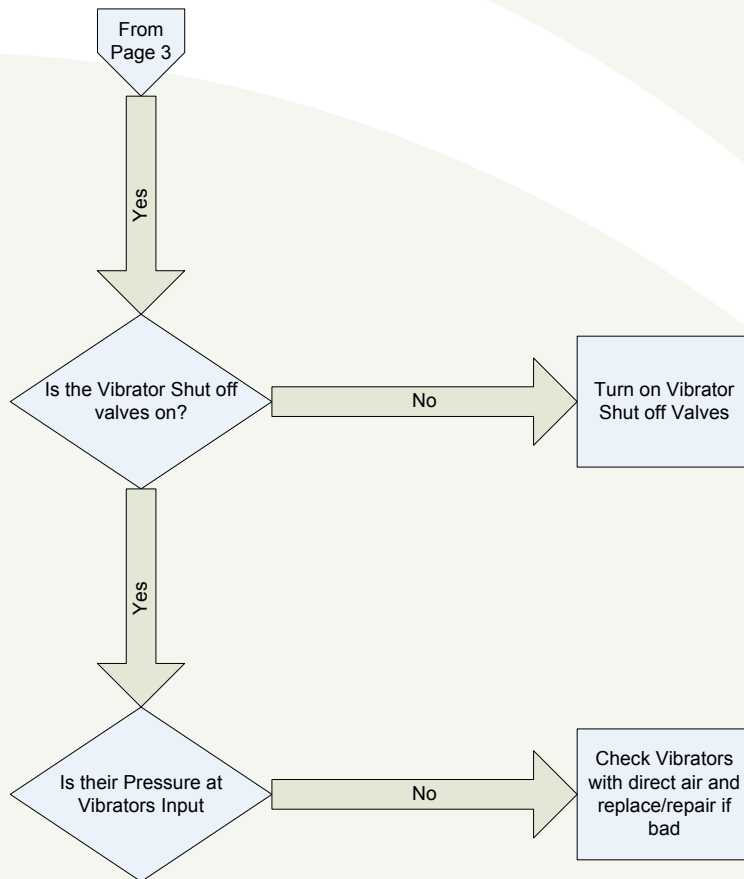 From
Page 3
Yes
Is the Vibrator Shut off
valves on?
No
Turn on Vibrator
Shut off Valves
Yes
Is their Pressure at
Vibrators Input
No
Check Vibrators
with direct air and
replace/repair if
bad